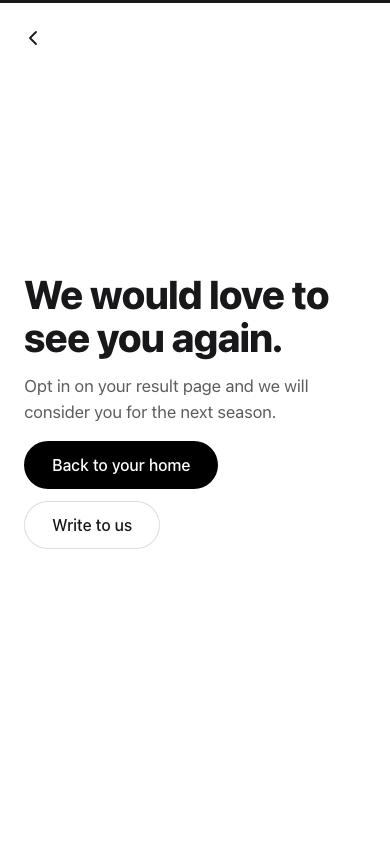 We would love to
see you again.
Opt in on your result page and we will
consider you for the next season.
Back to your home
Write to us